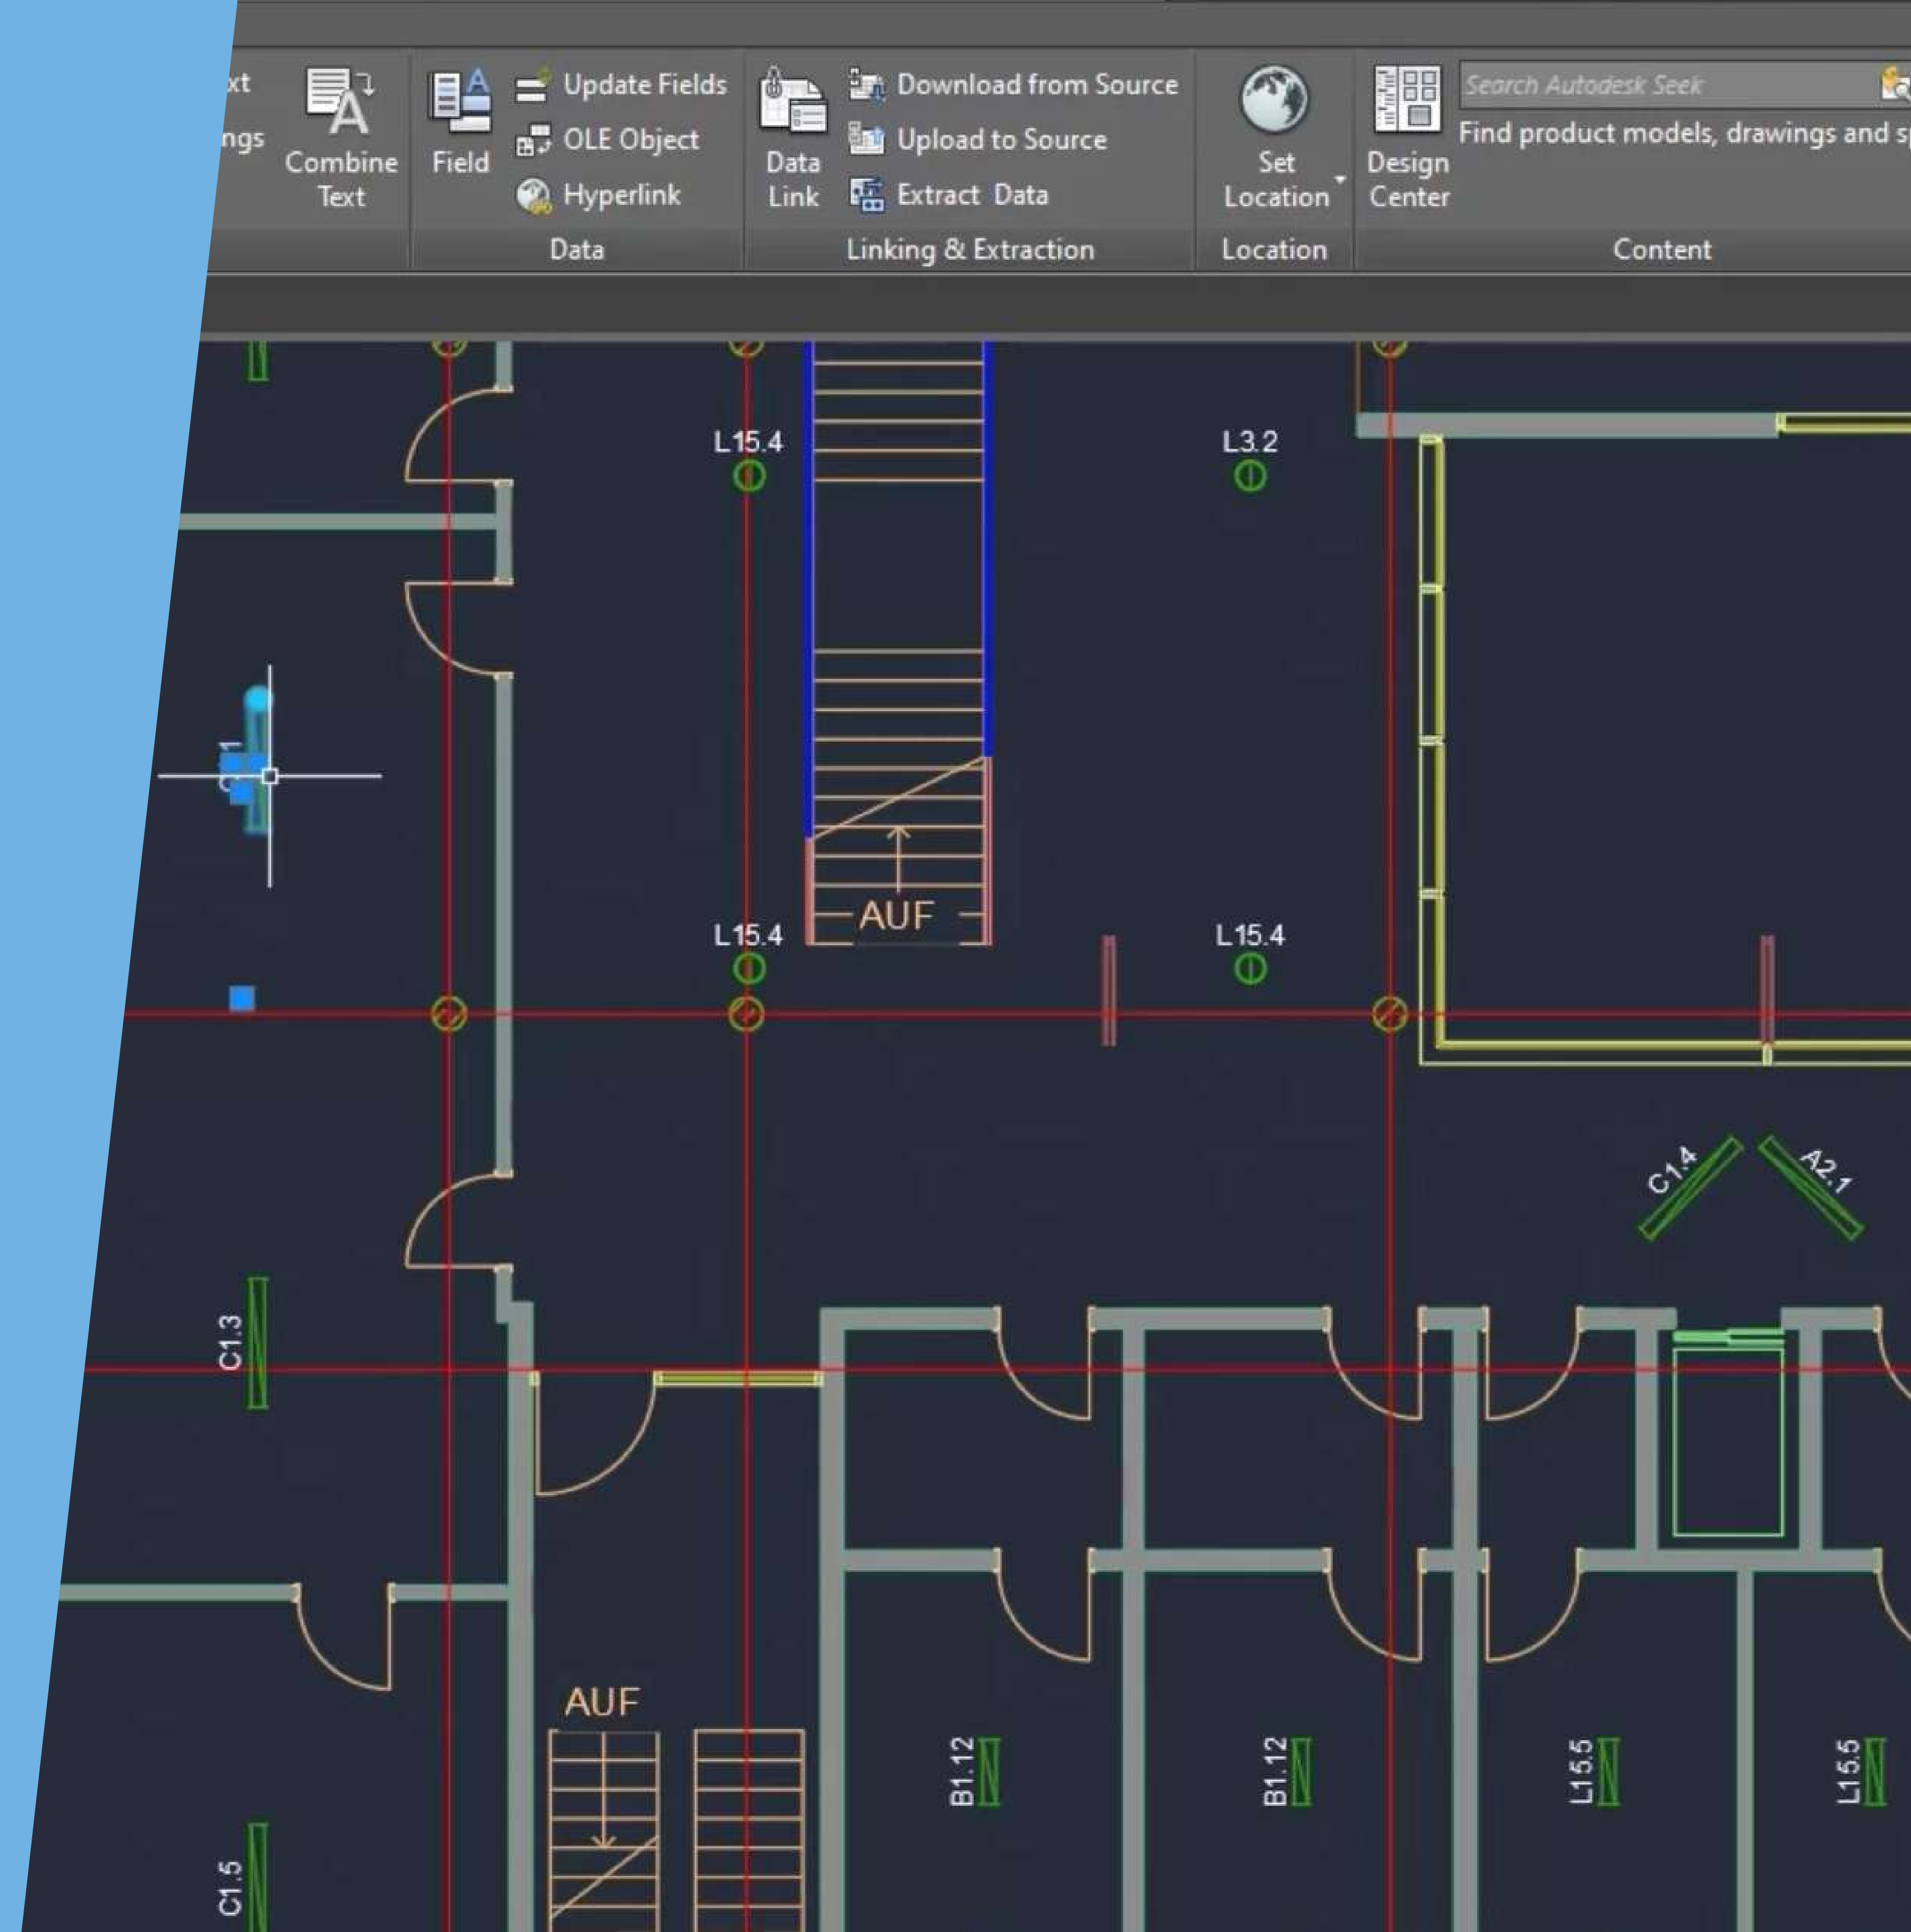 xt
ngs
Combine
Text
Field
Update Fields
OLE Object
Hyperlink
Data
Data
Link
Download from Source
Upload to Source
Extract Data
Linking & Extraction
Set
Location
Location
Design
Center
Search Autodesk Seek
Find product models, drawings and sp
Content
L15.4
L3.2
AUF
L15.4
L15.4
C1.4
A2.1
C1.3
AUF
B1.12
B1.12
L15.5
L15.5
C1.5